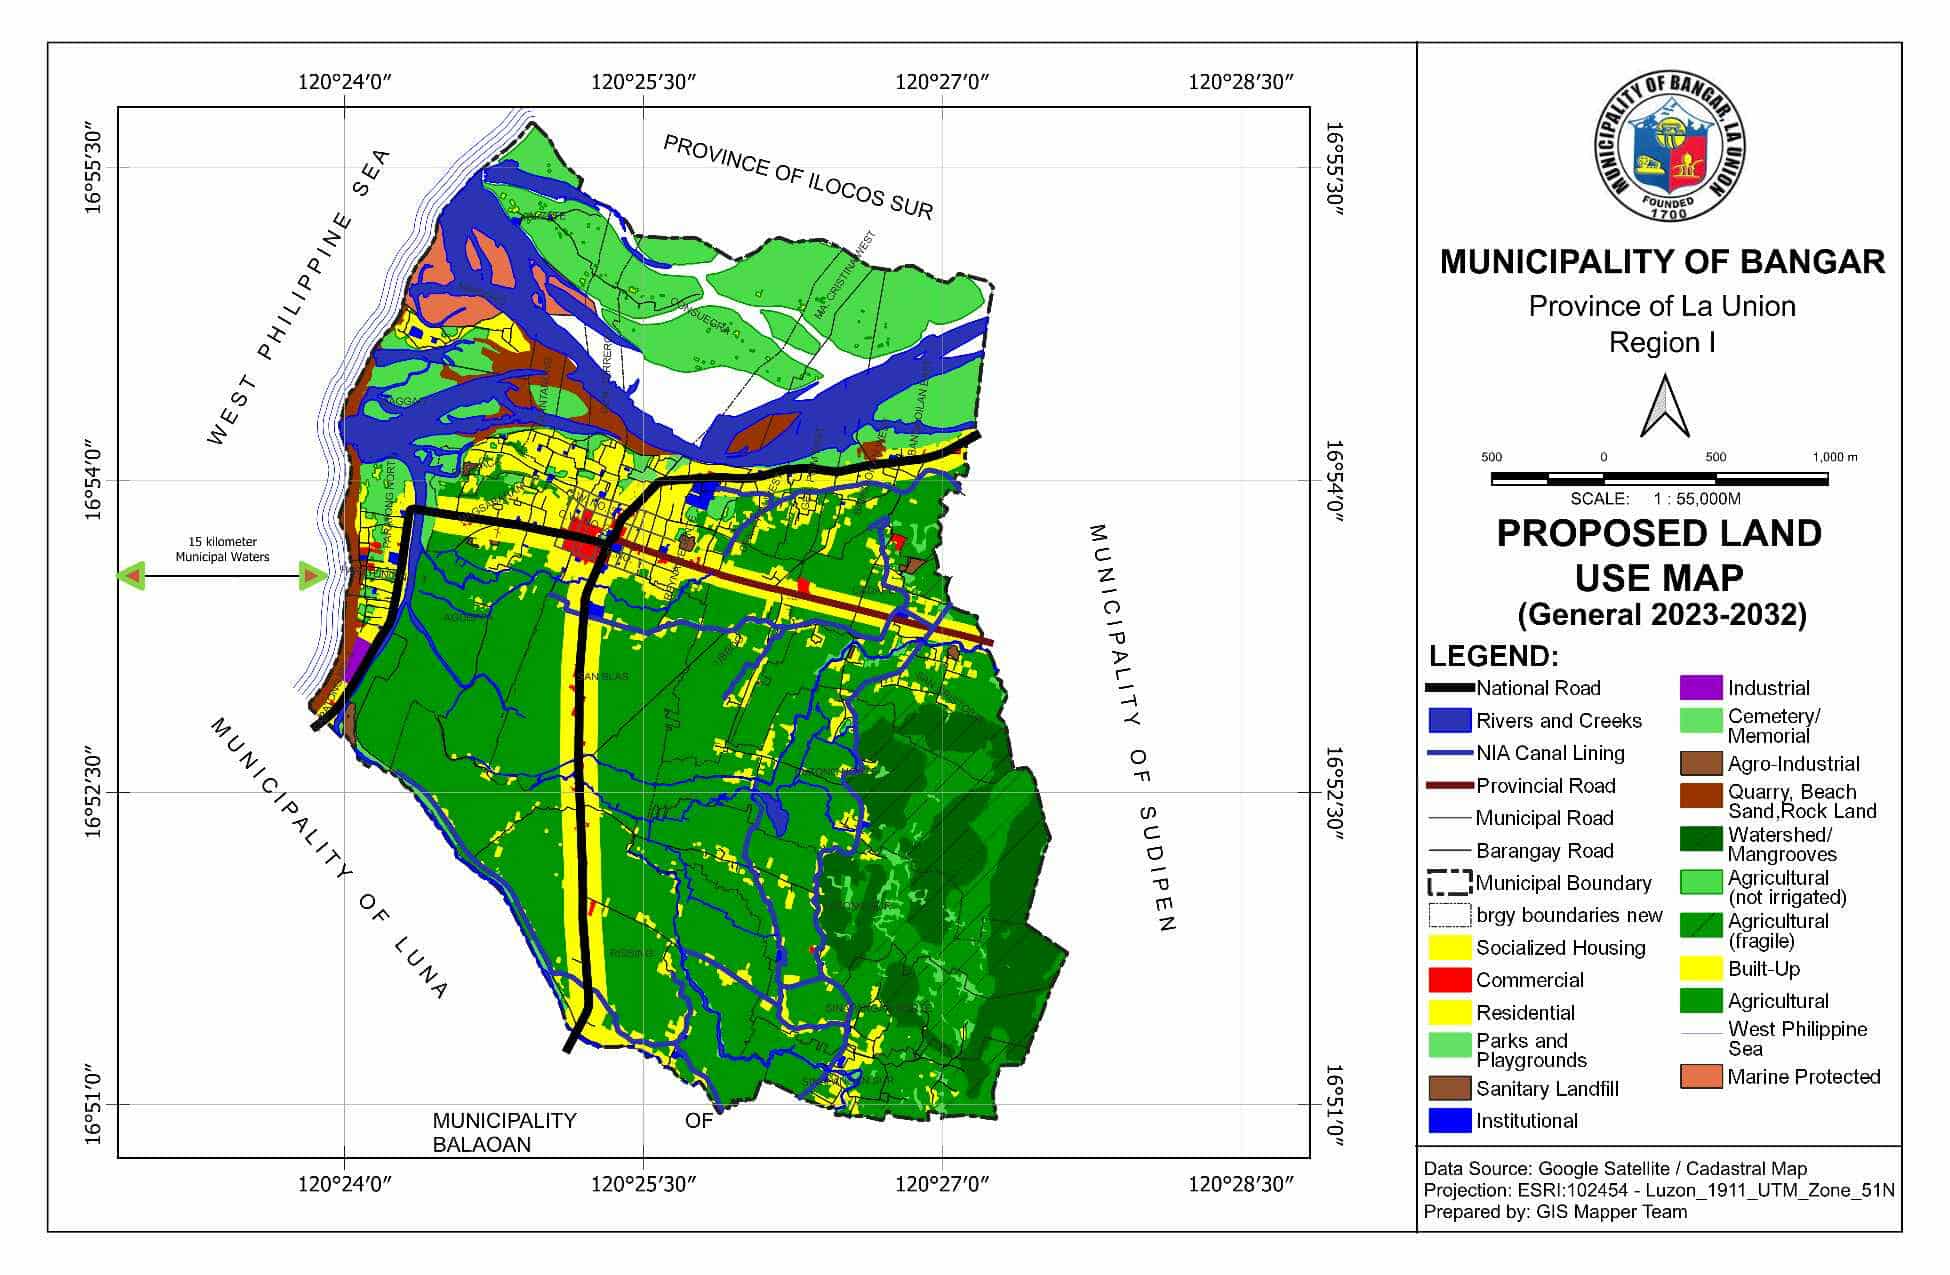 120°24′0″
120°25′30″
120°27′0″
120°28′30″
16°55′30″
16°54′0″
16°52′30″
16°51′0″
16°55′30″
16°54′0″
16°52′30″
16°51′0″
120°24′0″
120°25′30″
120°27′0″
120°28′30″
PROVINCE OF ILOCOS SUR
WEST PHILIPPINE SEA
15 kilometer
Municipal Waters
MUNICIPALITY OF SUDIPEN
MUNICIPALITY OF LUNA
MUNICIPALITY OF
BALAOAN
MA. CRISTINA WEST
CONSUEGRA
SAN BLAS
RISSING
MUNICIPALITY OF BANGAR, LA UNION
FOUNDED
1700
MUNICIPALITY OF BANGAR
Province of La Union
Region I
500 0 500 1,000 m
SCALE: 1 : 55,000M
PROPOSED LAND
USE MAP
(General 2023-2032)
LEGEND:
National Road
Rivers and Creeks
NIA Canal Lining
Provincial Road
Municipal Road
Barangay Road
Municipal Boundary
brgy boundaries new
Socialized Housing
Commercial
Residential
Parks and
Playgrounds
Sanitary Landfill
Institutional
Industrial
Cemetery/
Memorial
Agro-Industrial
Quarry, Beach
Sand,Rock Land
Watershed/
Mangrooves
Agricultural
(not irrigated)
Agricultural
(fragile)
Built-Up
Agricultural
West Philippine
Sea
Marine Protected
Data Source: Google Satellite / Cadastral Map
Projection: ESRI:102454 - Luzon_1911_UTM_Zone_51N
Prepared by: GIS Mapper Team